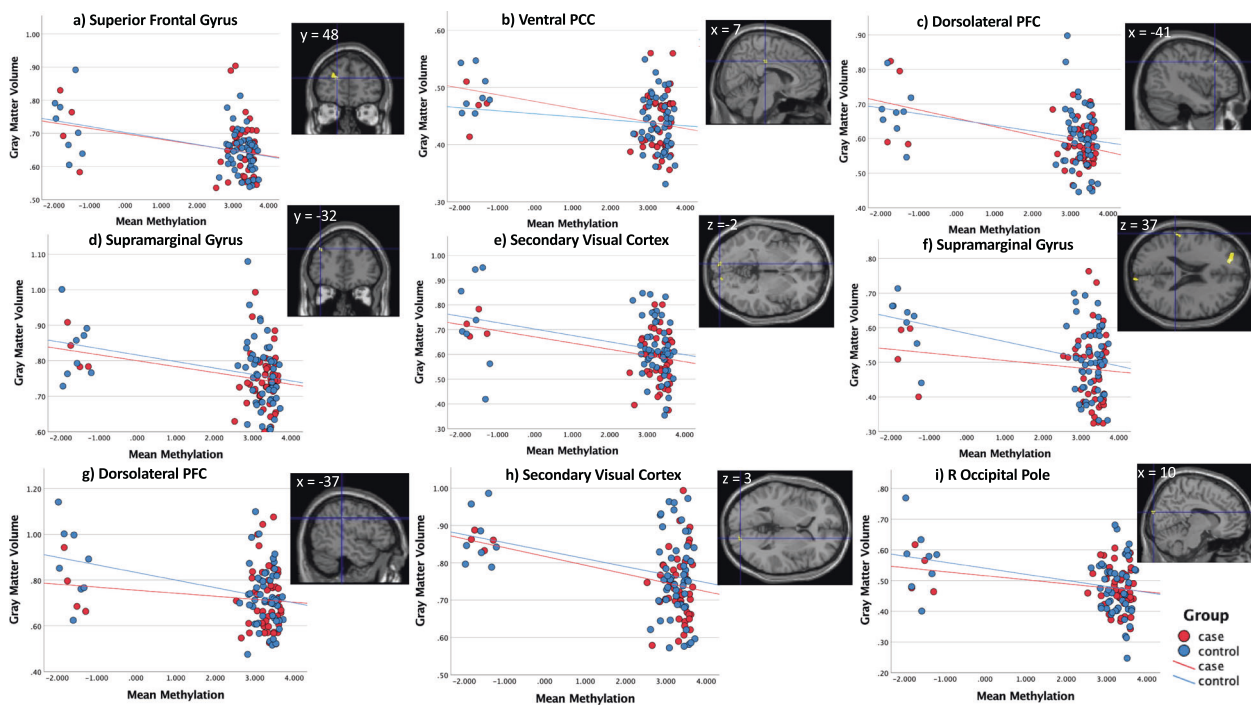 a) Superior Frontal Gyrus
y = 48
Gray Matter Volume
1.00
.90
.80
.70
.60
.50
-2.000 -1.000 .000 1.000 2.000 3.000 4.000
Mean Methylation
b) Ventral PCC
x = 7
Gray Matter Volume
.60
.50
.40
.30
-2.000 -1.000 .000 1.000 2.000 3.000 4.000
Mean Methylation
c) Dorsolateral PFC
x = -41
Gray Matter Volume
.90
.80
.70
.60
.50
.40
-2.000 -1.000 .000 1.000 2.000 3.000 4.000
Mean Methylation
d) Supramarginal Gyrus
y = -32
Gray Matter Volume
1.10
1.00
.90
.80
.70
.60
-2.000 -1.000 .000 1.000 2.000 3.000 4.000
Mean Methylation
e) Secondary Visual Cortex
z = -2
Gray Matter Volume
1.00
.90
.80
.70
.60
.50
.40
.30
-2.000 -1.000 .000 1.000 2.000 3.000 4.000
Mean Methylation
f) Supramarginal Gyrus
z = 37
Gray Matter Volume
.80
.70
.60
.50
.40
.30
-2.000 -1.000 .000 1.000 2.000 3.000 4.000
Mean Methylation
g) Dorsolateral PFC
x = -37
Gray Matter Volume
1.20
1.00
.80
.60
.40
-2.000 -1.000 .000 1.000 2.000 3.000 4.000
Mean Methylation
h) Secondary Visual Cortex
z = 3
Gray Matter Volume
1.00
.90
.80
.70
.60
.50
-2.000 -1.000 .000 1.000 2.000 3.000 4.000
Mean Methylation
i) R Occipital Pole
x = 10
Gray Matter Volume
.80
.70
.60
.50
.40
.30
.20
-2.000 -1.000 .000 1.000 2.000 3.000 4.000
Mean Methylation
Group
case
control
case
control